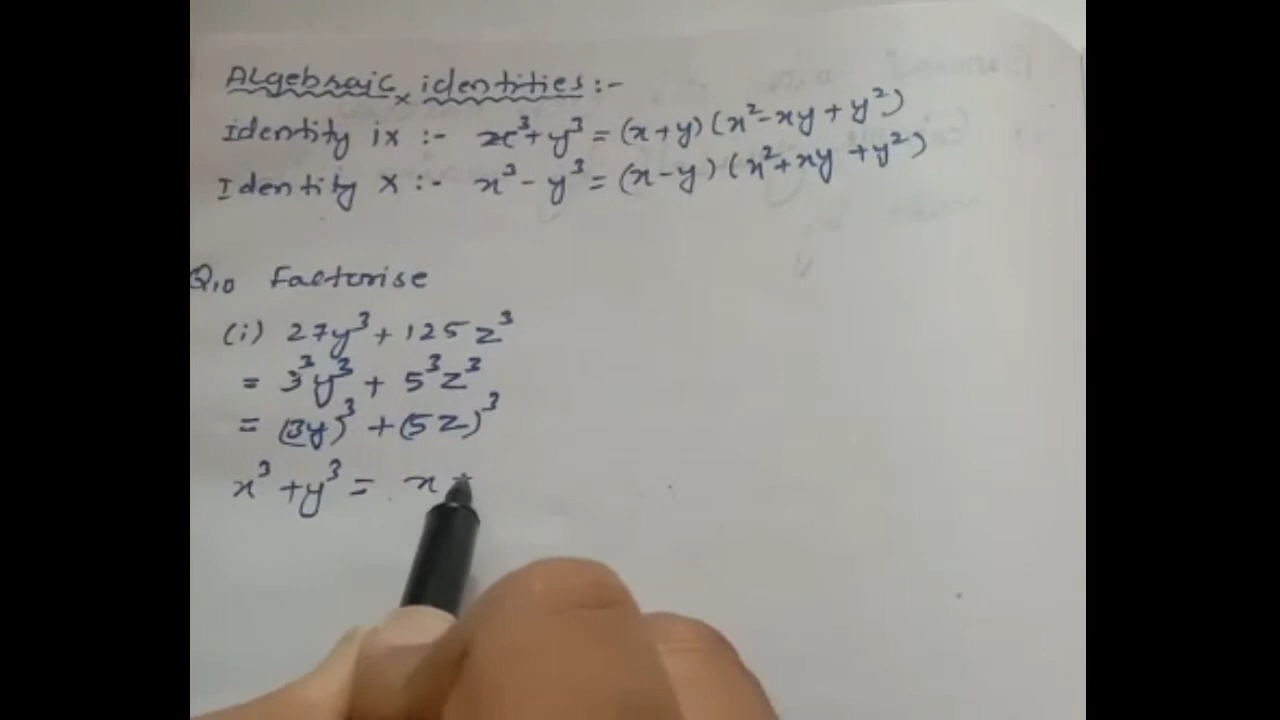 Algebraic identities :-
Identity ix :- x³+y³ = (x+y)(x²-xy+y²)
Identity x :- x³-y³ = (x-y)(x²+xy+y²)
Q.10 Factorise
(i) 27y³ + 125z³
= 3³y³ + 5³z³
= (3y)³ + (5z)³
x³ + y³ = x